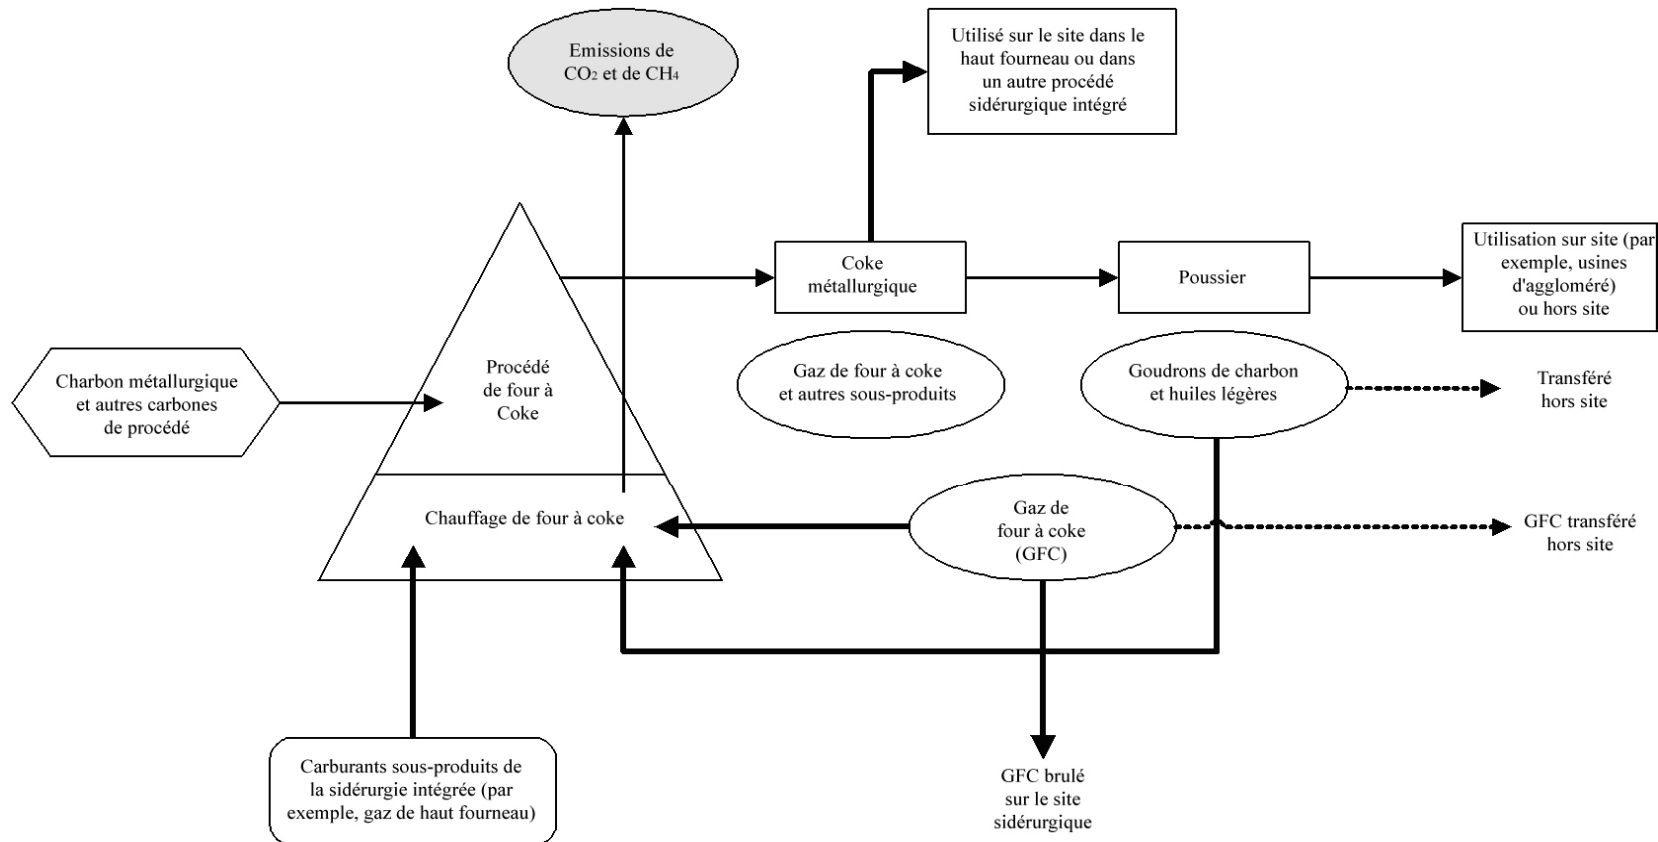 Emissions de
CO₂ et de CH₄
Utilisé sur le site dans le
haut fourneau ou dans
un autre procédé
sidérurgique intégré
Coke
métallurgique
Poussier
Utilisation sur site (par
exemple, usines
d'aggloméré)
ou hors site
Charbon métallurgique
et autres carbones
de procédé
Procédé
de four à
Coke
Gaz de four à coke
et autres sous-produits
Goudrons de charbon
et huiles légères
Transféré
hors site
Chauffage de four à coke
Gaz de
four à coke
(GFC)
GFC transféré
hors site
Carburants sous-produits de
la sidérurgie intégrée (par
exemple, gaz de haut fourneau)
GFC brulé
sur le site
sidérurgique